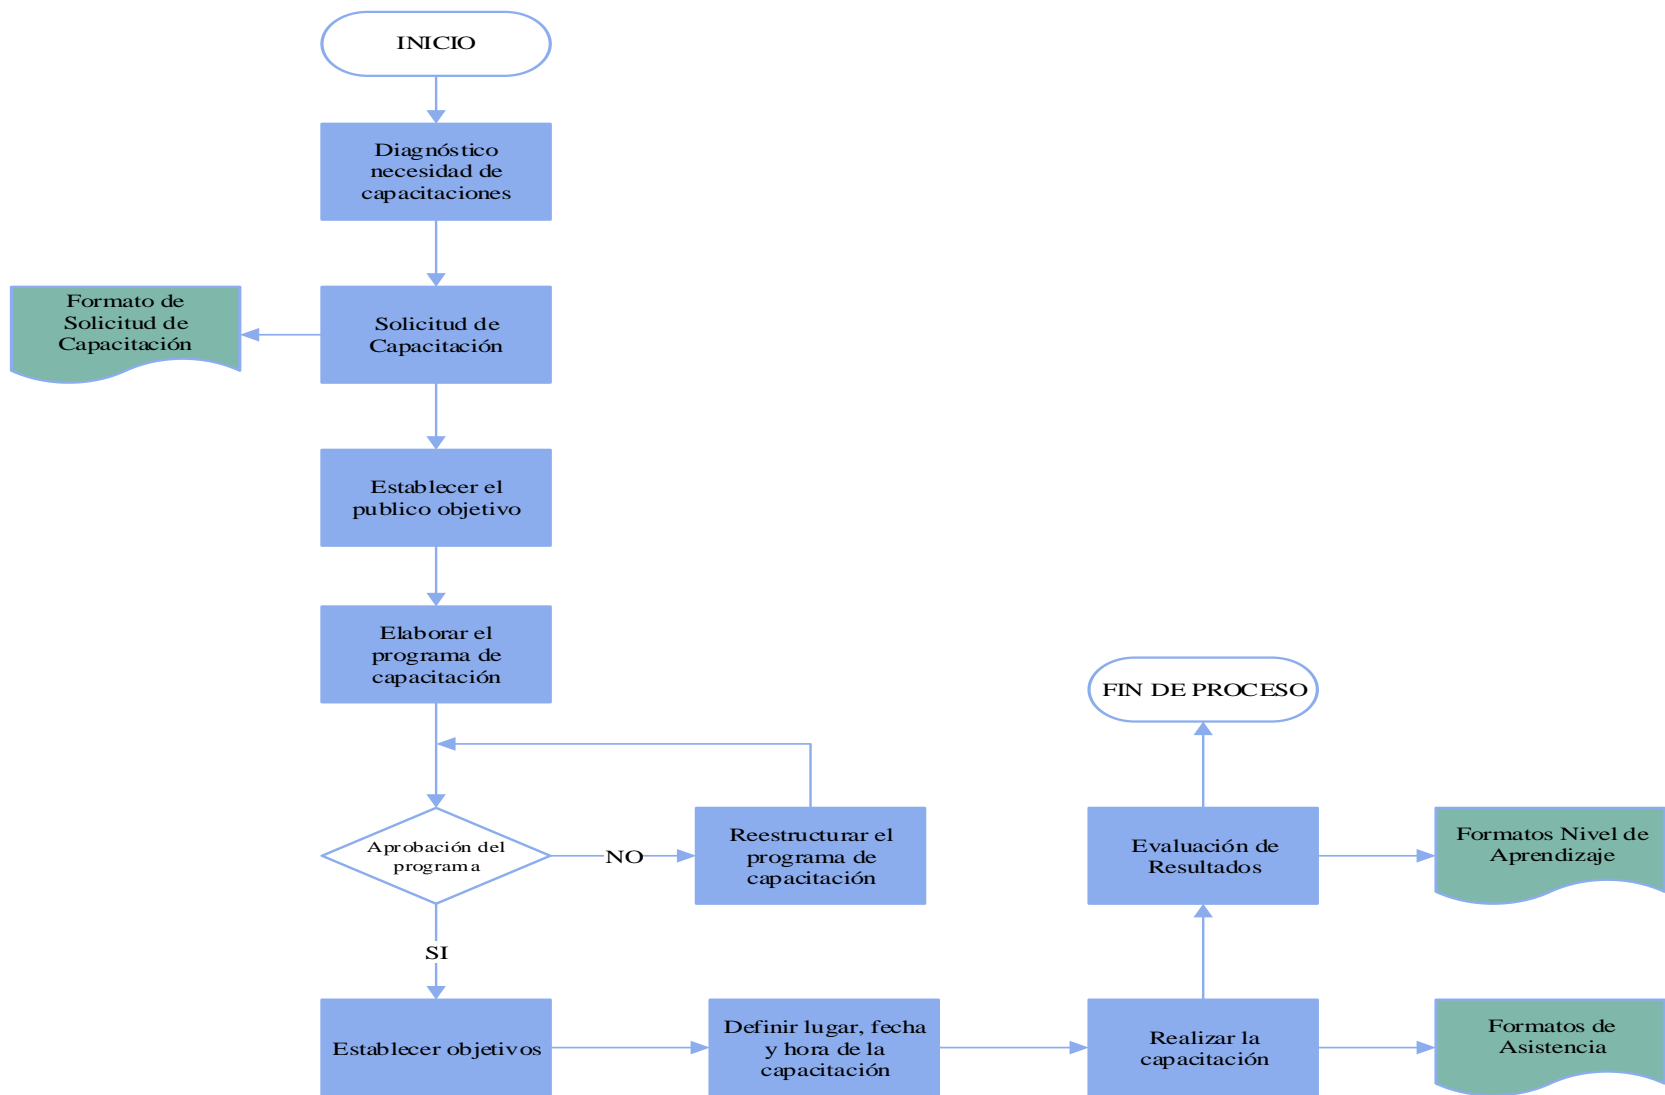 INICIO
Diagnóstico
necesidad de
capacitaciones
Formato de
Solicitud de
Capacitación
Solicitud de
Capacitación
Establecer el
publico objetivo
Elaborar el
programa de
capacitación
FIN DE PROCESO
Aprobación del
programa
NO
Reestructurar el
programa de
capacitación
Evaluación de
Resultados
Formatos Nivel de
Aprendizaje
SI
Establecer objetivos
Definir lugar, fecha
y hora de la
capacitación
Realizar la
capacitación
Formatos de
Asistencia